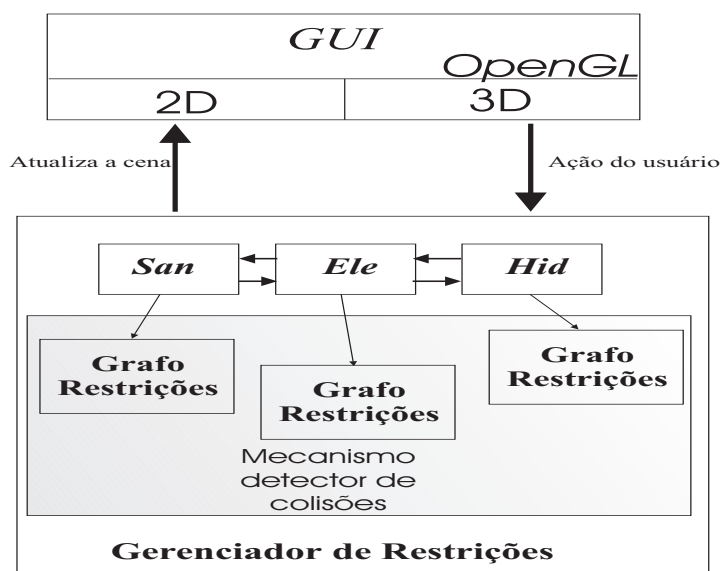 GUI
OpenGL
2D
3D
Atualiza a cena
Ação do usuário
San
Ele
Hid
Grafo
Restrições
Grafo
Restrições
Grafo
Restrições
Mecanismo
detector de
colisões
Gerenciador de Restrições